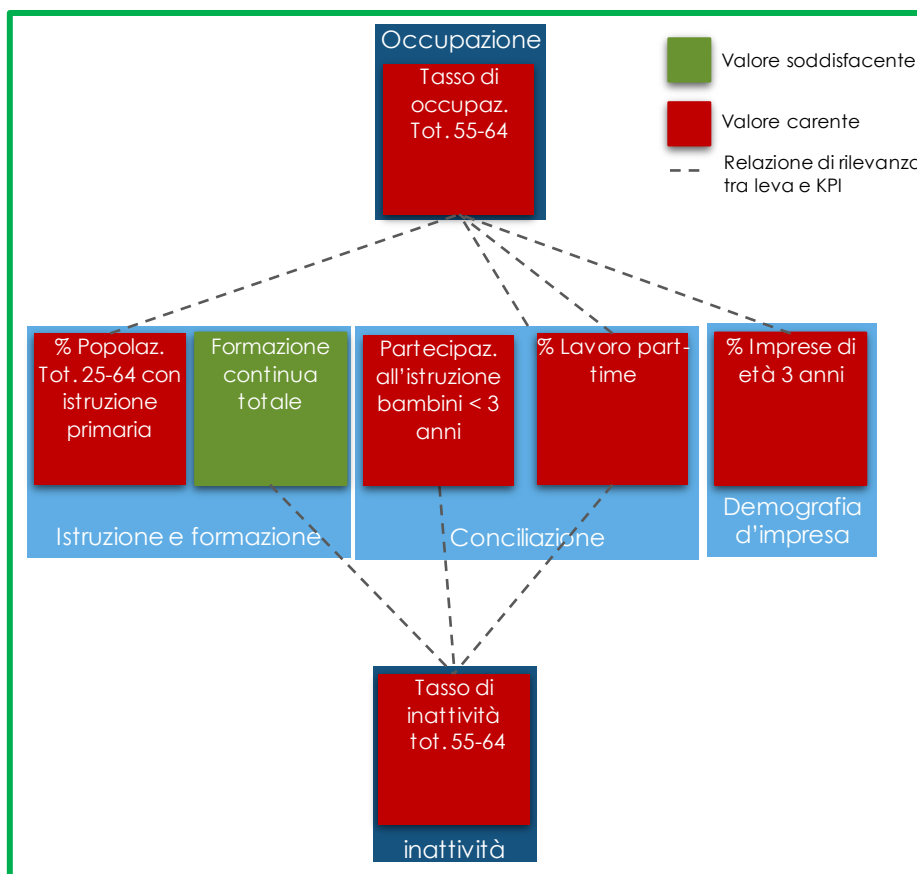 Occupazione
Tasso di
occupaz.
Tot. 55-64
Valore soddisfacente
Valore carente
Relazione di rilevanza
tra leva e KPI
% Popolaz.
Tot. 25-64 con
istruzione
primaria
Formazione
continua
totale
Istruzione e formazione
Partecipaz.
all'istruzione
bambini < 3
anni
% Lavoro part-
time
Conciliazione
% Imprese di
età 3 anni
Demografia
d'impresa
Tasso di
inattività
tot. 55-64
inattività